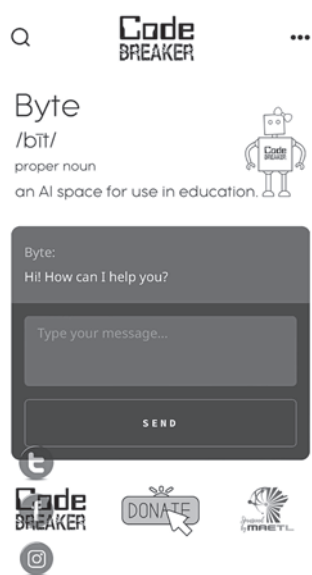 Code
BREAKER
Byte
/bīt/
proper noun
an AI space for use in education.
Code
BREAKER
Byte:
Hi! How can I help you?
Type your message...
SEND
Code
BREAKER
DONATE
MAETL